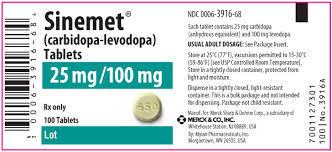 Sinemet®
(carbidopa-levodopa)
Tablets
25 mg/100 mg
Rx only
100 Tablets
Lot
0006-3916-68
NDC 0006-3916-68
Each tablet contains 25 mg carbidopa
(anhydrous equivalent) and 100 mg levodopa.
USUAL ADULT DOSAGE: See Package Insert.
Store at 25°C (77°F), excursions permitted to 15-30°C
(59-86°F) [see USP Controlled Room Temperature].
Store in a tightly closed container, protected from
light and moisture.
Dispense in a tightly closed, light-resistant
container. This is a bulk package and not intended
for dispensing. Package not child resistant.
Manuf. for: Merck Sharp & Dohme Corp., a subsidiary of
MERCK & CO., INC.
Whitehouse Station, NJ 08889, USA
By: Mylan Pharmaceuticals, Inc.
Morgantown, WV 26505, USA
7001127301
100|No. 3916A